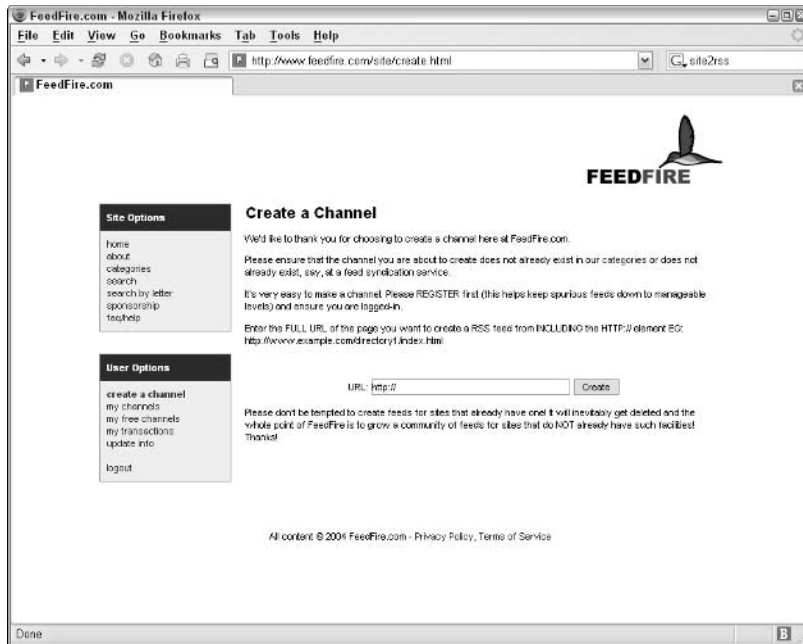 FeedFire.com - Mozilla Firefox
File Edit View Go Bookmarks Tab Tools Help
http://www.feedfire.com/site/create.html
site2rss
FeedFire.com
FEEDFIRE
Site Options
home
about
categories
search
search by letter
sponsorship
faq/help
Create a Channel
We'd like to thank you for choosing to create a channel here at FeedFire.com.
Please ensure that the channel you are about to create does not already exist in our categories or does not
already exist, say, at a feed syndication service.
It's very easy to make a channel. Please REGISTER first (this helps keep spurious feeds down to manageable
levels) and ensure you are logged-in.
Enter the FULL URL of the page you want to create a RSS feed from INCLUDING the HTTP:// element EG:
http://www.example.com/directory1/index.html
User Options
create a channel
my channels
my free channels
my transactions
update info
logout
URL: http://
Create
Please don't be tempted to create feeds for sites that already have one! It will inevitably get deleted and the
whole point of FeedFire is to grow a community of feeds for sites that do NOT already have such facilities!
Thanks!
All content © 2004 FeedFire.com - Privacy Policy, Terms of Service
Done